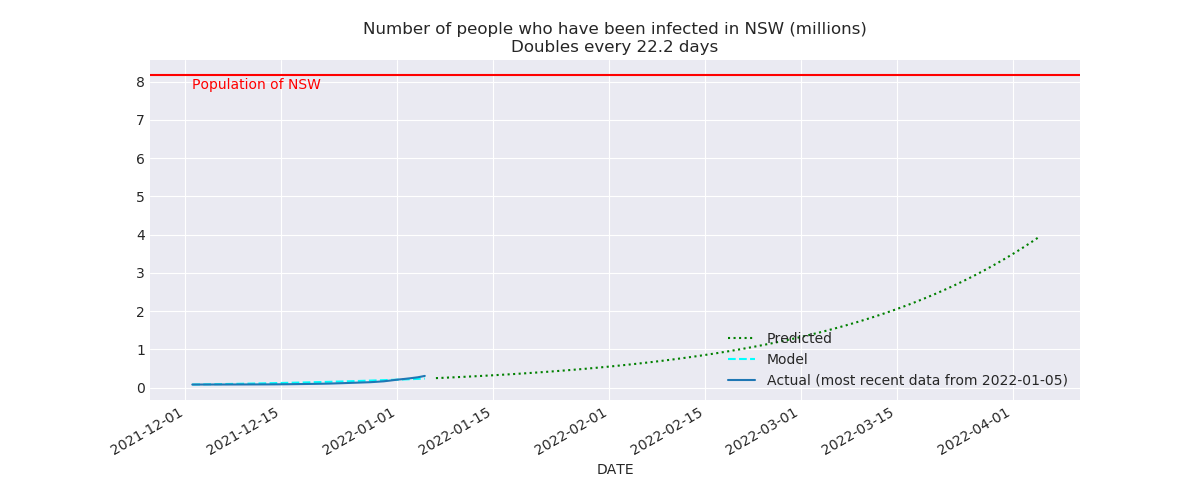 Number of people who have been infected in NSW (millions)
Doubles every 22.2 days
Population of NSW
8
7
6
5
4
3
2
1
0
Predicted
Model
Actual (most recent data from 2022-01-05)
2021-12-01
2021-12-15
2022-01-01
2022-01-15
2022-02-01
2022-02-15
2022-03-01
2022-03-15
2022-04-01
DATE